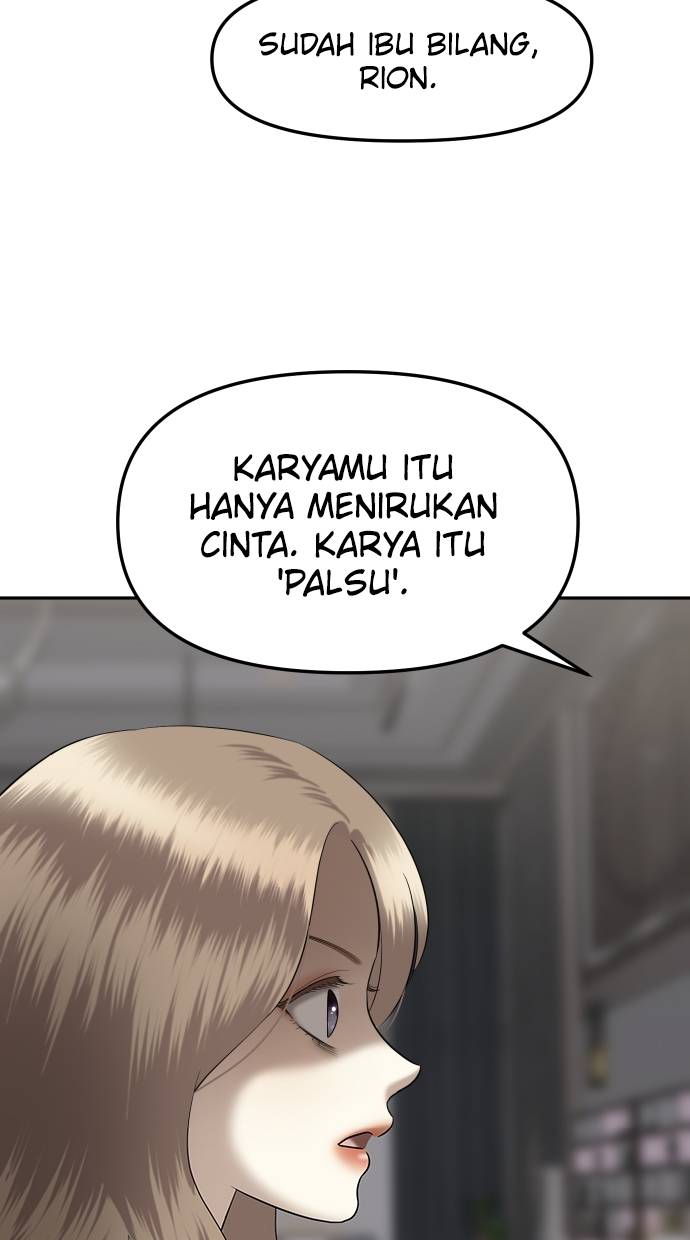 SUDAH IBU BILANG,
RION.
KARYAMU ITU
HANYA MENIRUKAN
CINTA. KARYA ITU
'PALSU'.